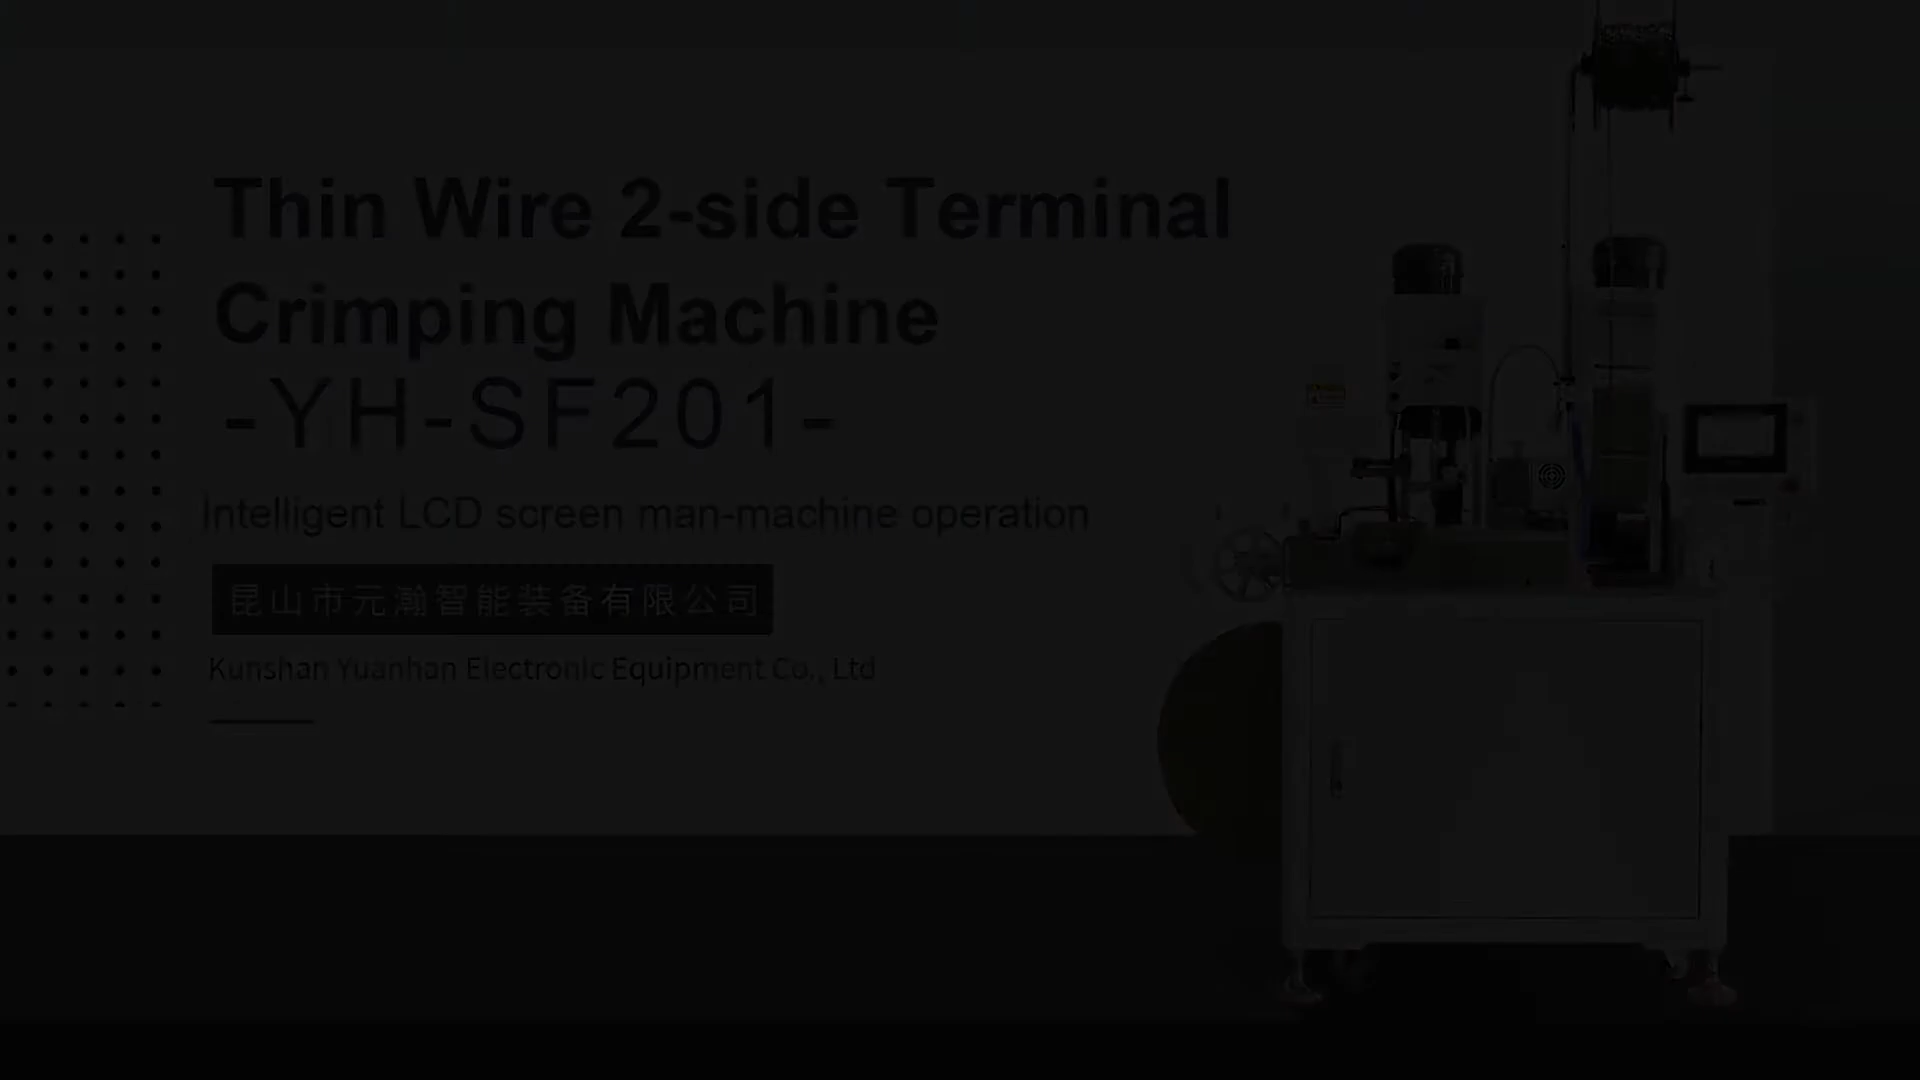 Thin Wire 2-side Terminal
Crimping Machine
-YH-SF201-
Intelligent LCD screen man-machine operation
昆山市元瀚智能装备有限公司
Kunshan Yuanhan Electronic Equipment Co., Ltd